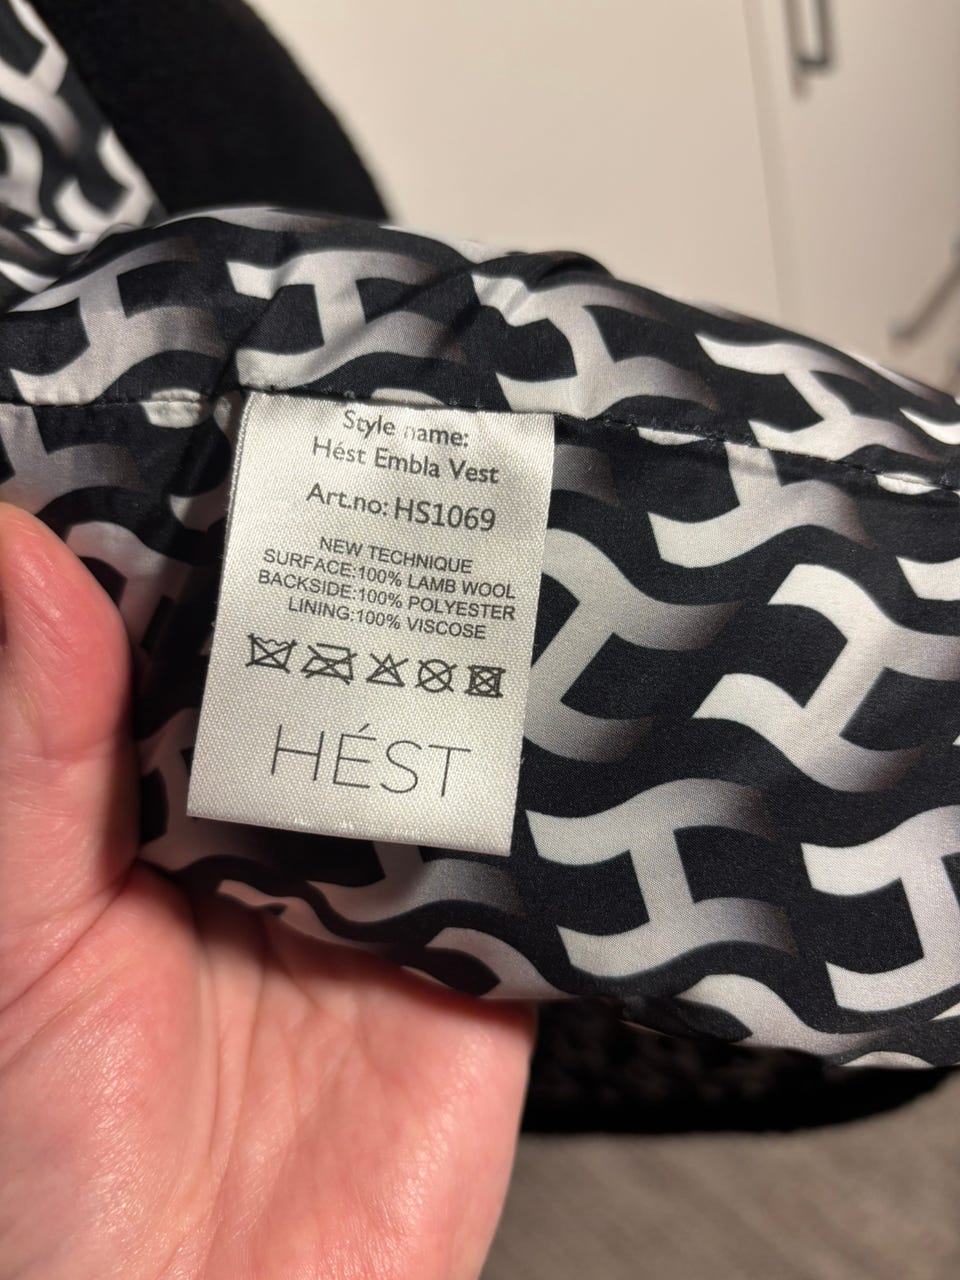 Style name:
Hést Embla Vest
Art.no: HS1069
NEW TECHNIQUE
SURFACE:100% LAMB WOOL
BACKSIDE:100% POLYESTER
LINING:100% VISCOSE
HÉST